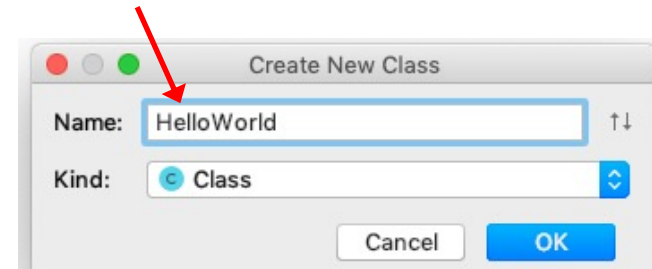 Create New Class
Name: HelloWorld ↑↓
Kind: C Class
Cancel OK